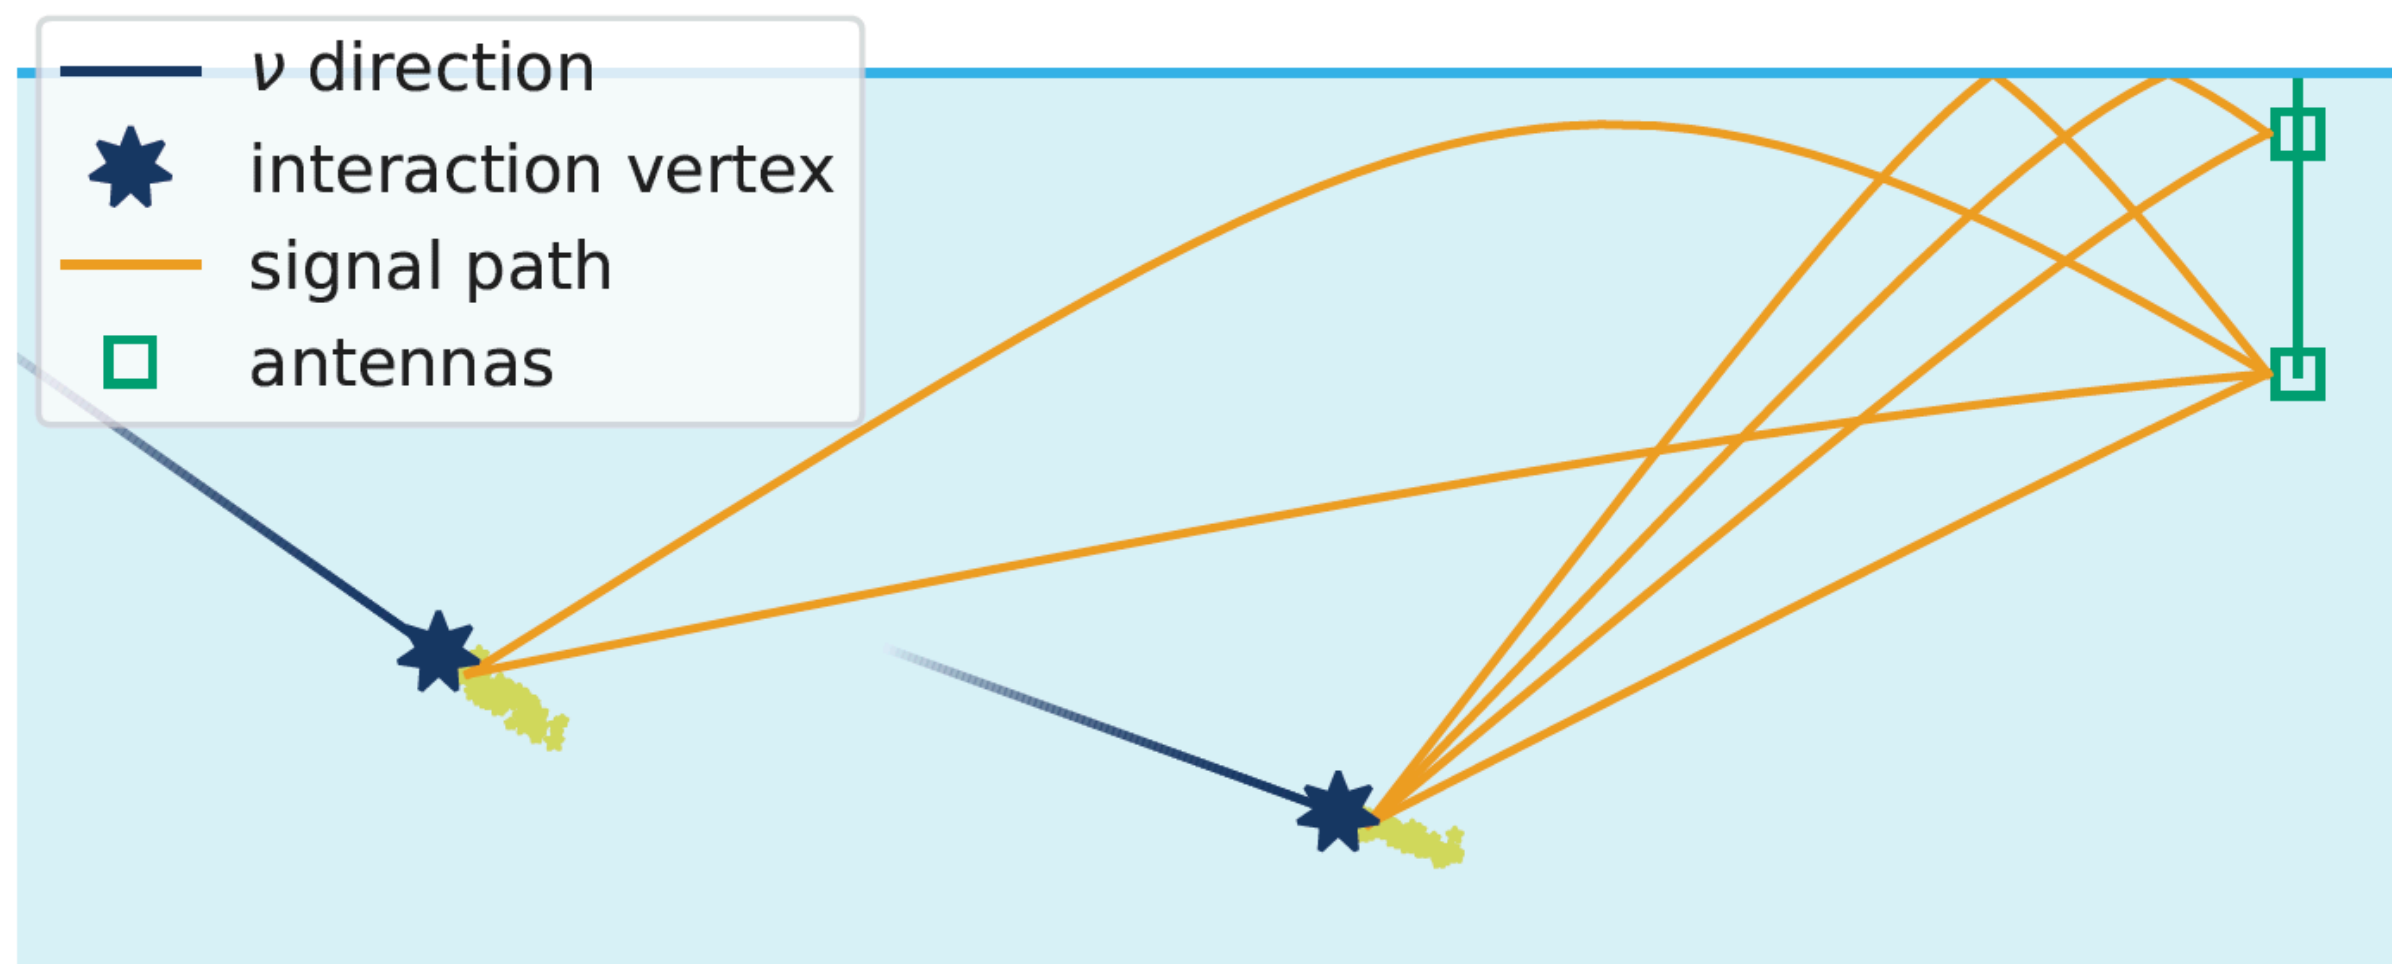 ν direction
interaction vertex
signal path
antennas